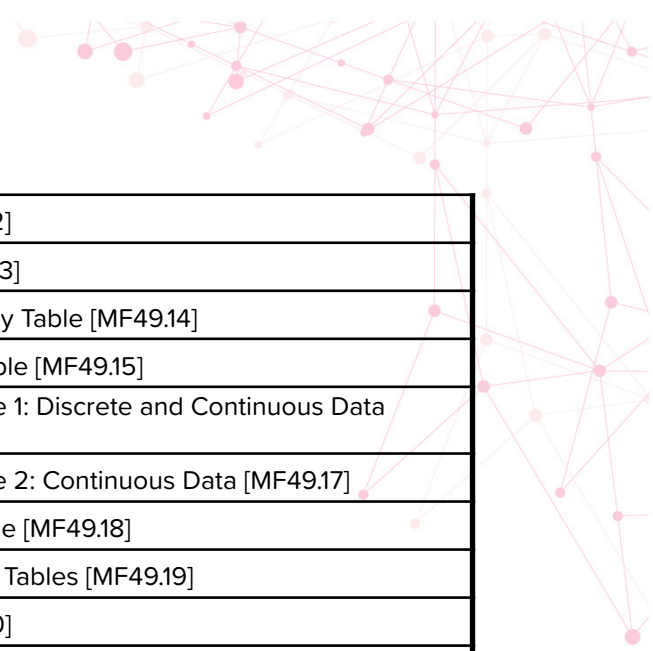 2]
3]
y Table [MF49.14]
ble [MF49.15]
e 1: Discrete and Continuous Data
e 2: Continuous Data [MF49.17]
e [MF49.18]
Tables [MF49.19]
0]